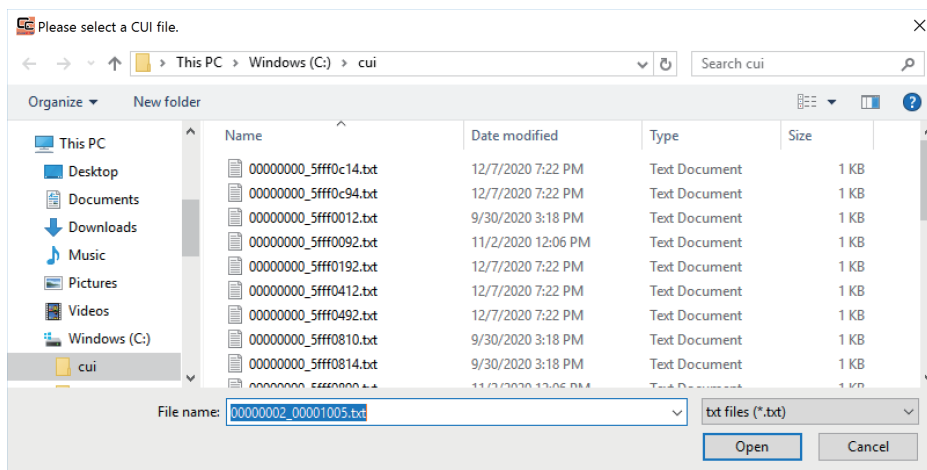 Please select a CUI file.
This PC > Windows (C:) > cui
Search cui
Organize
New folder
Name Date modified Type Size
This PC
Desktop
Documents
Downloads
Music
Pictures
Videos
Windows (C:)
cui
00000000_5fff0c14.txt 12/7/2020 7:22 PM Text Document 1 KB
00000000_5fff0c94.txt 12/7/2020 7:22 PM Text Document 1 KB
00000000_5fff0012.txt 9/30/2020 3:18 PM Text Document 1 KB
00000000_5fff0092.txt 11/2/2020 12:06 PM Text Document 1 KB
00000000_5fff0192.txt 12/7/2020 7:22 PM Text Document 1 KB
00000000_5fff0412.txt 12/7/2020 7:22 PM Text Document 1 KB
00000000_5fff0492.txt 12/7/2020 7:22 PM Text Document 1 KB
00000000_5fff0810.txt 9/30/2020 3:18 PM Text Document 1 KB
00000000_5fff0814.txt 9/30/2020 3:18 PM Text Document 1 KB
File name: 00000002_00001005.txt txt files (*.txt)
Open Cancel